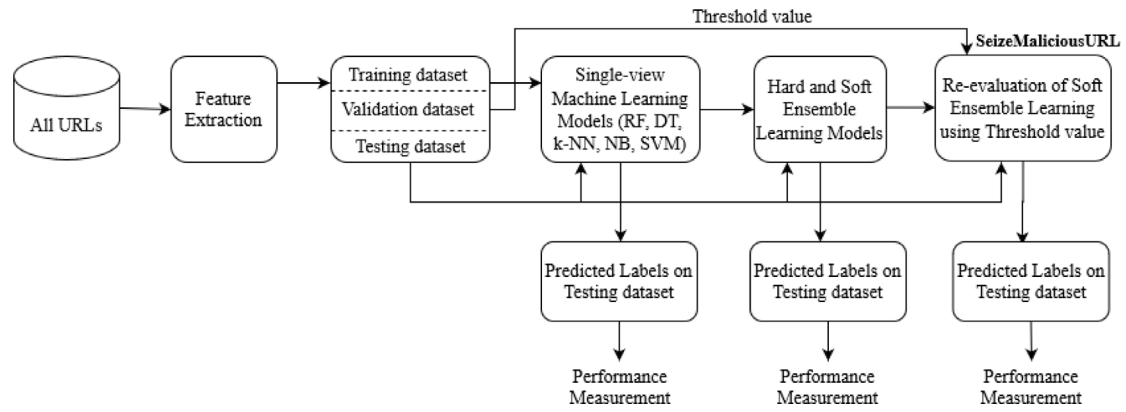 Threshold value
SeizeMaliciousURL
All URLs
Feature
Extraction
Training dataset
Validation dataset
Testing dataset
Single-view
Machine Learning
Models (RF, DT,
k-NN, NB, SVM)
Hard and Soft
Ensemble
Learning Models
Re-evaluation of Soft
Ensemble Learning
using Threshold value
Predicted Labels on
Testing dataset
Predicted Labels on
Testing dataset
Predicted Labels on
Testing dataset
Performance
Measurement
Performance
Measurement
Performance
Measurement